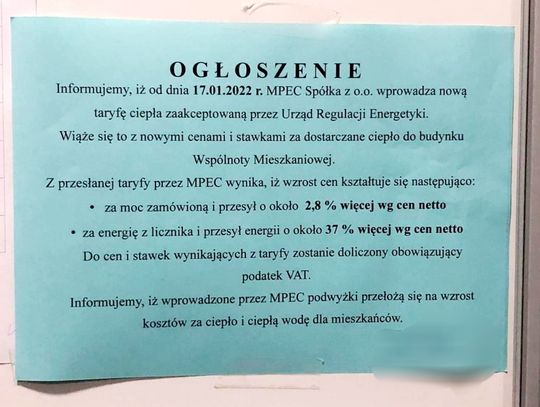 OGŁOSZENIE
Informujemy, iż od dnia 17.01.2022 r. MPEC Spółka z o.o. wprowadza nową
taryfę ciepła zaakceptowaną przez Urząd Regulacji Energetyki.
Wiąże się to z nowymi cenami i stawkami za dostarczane ciepło do budynku
Wspólnoty Mieszkaniowej.
Z przesłanej taryfy przez MPEC wynika, iż wzrost cen kształtuje się następująco:
• za moc zamówioną i przesył o około 2,8 % więcej wg cen netto
• za energię z licznika i przesył energii o około 37 % więcej wg cen netto
Do cen i stawek wynikających z taryfy zostanie doliczony obowiązujący
podatek VAT.
Informujemy, iż wprowadzone przez MPEC podwyżki przełożą się na wzrost
kosztów za ciepło i ciepłą wodę dla mieszkańców.